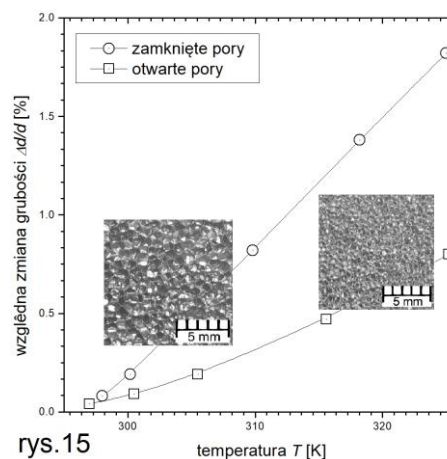 2.0
1.5
1.0
0.5
0.0
względna zmiana grubości Δd/d [%]
zamknięte pory
otwarte pory
5 mm
5 mm
300
310
320
temperatura T [K]
rys.15